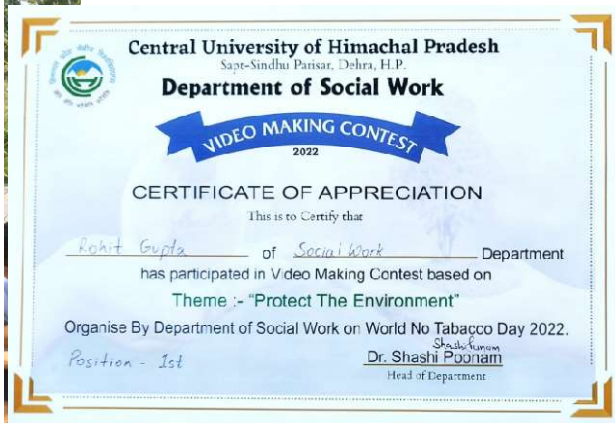 Central University of Himachal Pradesh
Sapt-Sindhu Parisar, Dehra, H.P.
Department of Social Work
VIDEO MAKING CONTEST
2022
CERTIFICATE OF APPRECIATION
This is to Certify that
Rohit Gupta of Social Work Department
has participated in Video Making Contest based on
Theme :- "Protect The Environment"
Organise By Department of Social Work on World No Tabacco Day 2022.
Position - 1st
Dr. Shashi Poonam
Head of Department